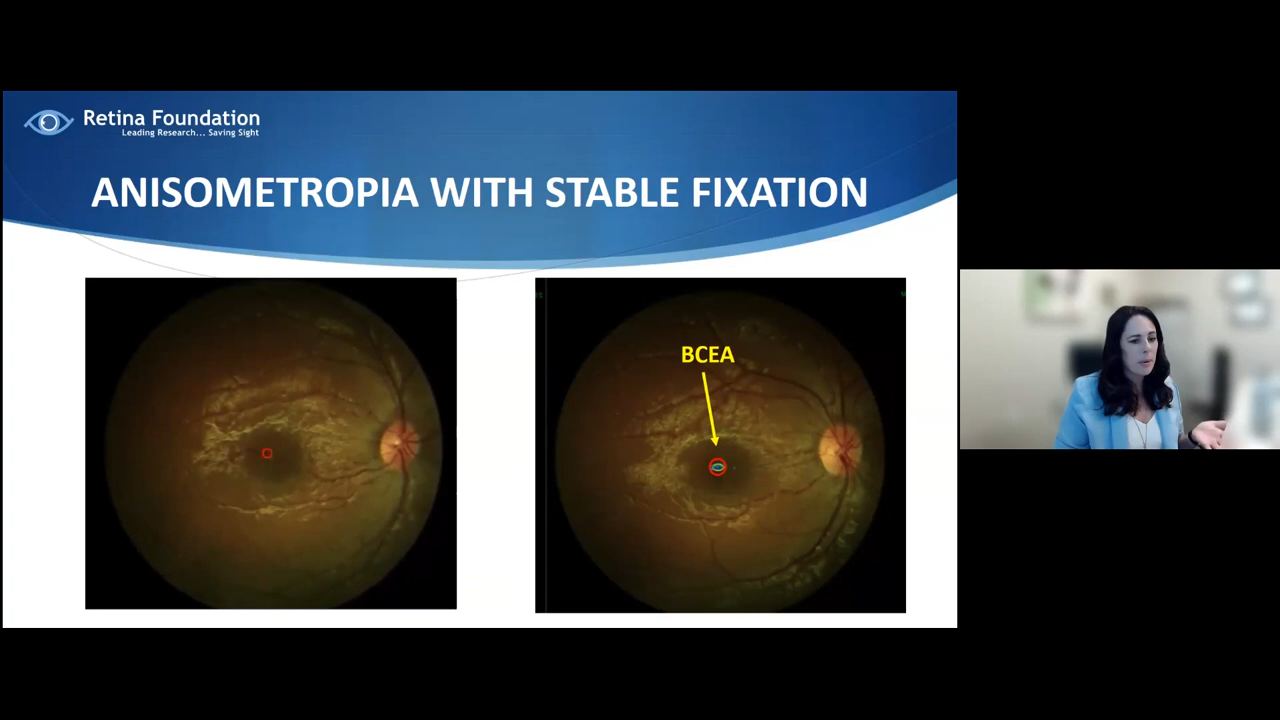 Retina Foundation
Leading Research... Saving Sight
ANISOMETROPIA WITH STABLE FIXATION
BCEA